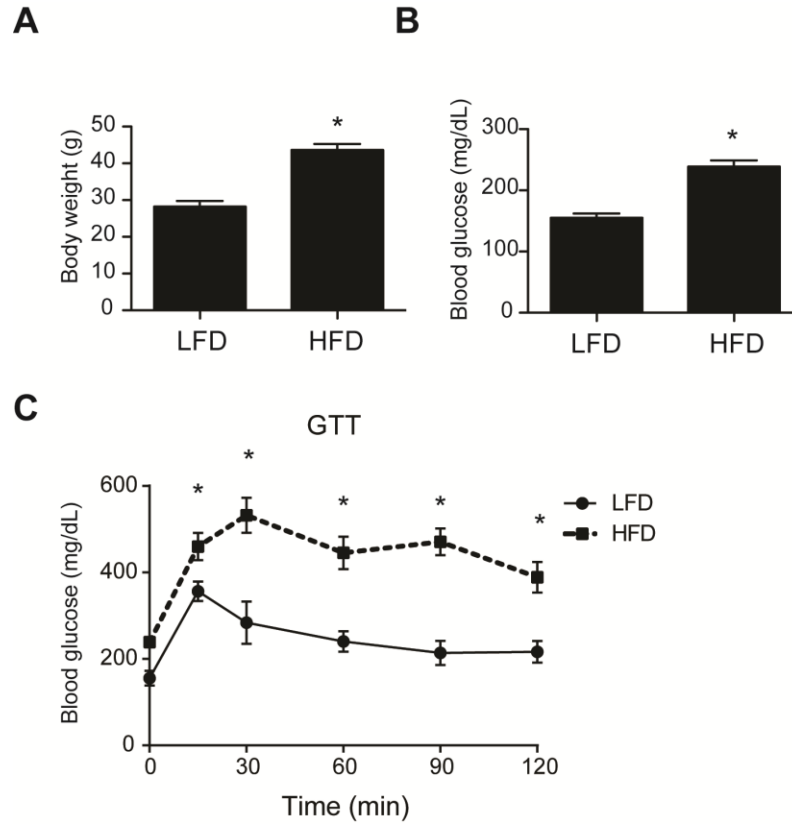 A
B
Body weight (g)
50
40
30
20
10
0
*
LFD
HFD
Blood glucose (mg/dL)
300
200
100
0
*
LFD
HFD
C
GTT
Blood glucose (mg/dL)
600
400
200
0
* * * * *
LFD
HFD
0 30 60 90 120
Time (min)